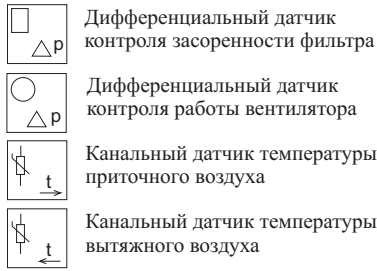 Дифференциальный датчик
контроля засоренности фильтра
p
Дифференциальный датчик
контроля работы вентилятора
p
Канальный датчик температуры
приточного воздуха
t
Канальный датчик температуры
вытяжного воздуха
t